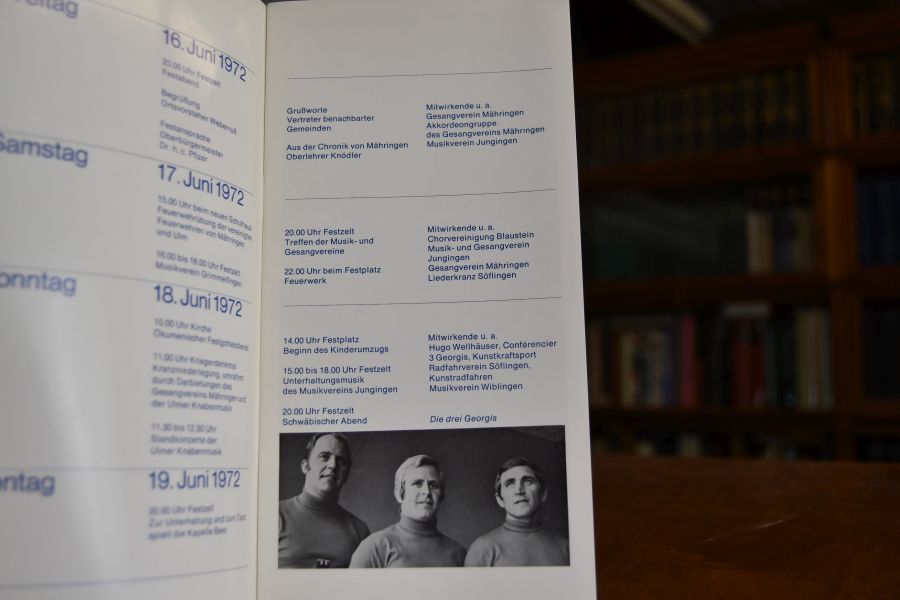 Freitag
16. Juni 1972
20.00 Uhr Festzelt
Festabend
Begrüßung
Ortsvorsteher Weberruß
Festansprache
Oberbürgermeister
Dr. h. c. Pfizer
Samstag
17. Juni 1972
15.00 Uhr beim neuen Schulhaus
Feuerwehrübung der vereinigten
Feuerwehren von Mähringen
und Ulm
16.00 bis 18.00 Uhr Festzelt
Musikverein Grimmelfingen
onntag
18. Juni 1972
10.00 Uhr Kirche
Ökumenischer Festgottesdienst
11.00 Uhr Kriegerdenkmal
Kranzniederlegung, umrahmt
durch Darbietungen des
Gesangvereins Mähringen und
der Ulmer Knabenmusik
11.30 bis 12.30 Uhr
Standkonzerte der
Ulmer Knabenmusik
ontag
19. Juni 1972
20.00 Uhr Festzelt
Zur Unterhaltung und zum Tanz
spielt die Kapelle Beer
Grußworte
Vertreter benachbarter
Gemeinden
Aus der Chronik von Mähringen
Oberlehrer Knödler
Mitwirkende u. a.
Gesangverein Mähringen
Akkordeongruppe
des Gesangvereins Mähringen
Musikverein Jungingen
20.00 Uhr Festzelt
Treffen der Musik- und
Gesangvereine
22.00 Uhr beim Festplatz
Feuerwerk
Mitwirkende u. a.
Chorvereinigung Blaustein
Musik- und Gesangverein
Jungingen
Gesangverein Mähringen
Liederkranz Söflingen
14.00 Uhr Festplatz
Beginn des Kinderumzugs
15.00 bis 18.00 Uhr Festzelt
Unterhaltungsmusik
des Musikvereins Jungingen
20.00 Uhr Festzelt
Schwäbischer Abend
Mitwirkende u. a.
Hugo Wellhäuser, Conférencier
3 Georgis, Kunstkraftsport
Radfahrverein Söflingen,
Kunstradfahren
Musikverein Wiblingen
Die drei Georgis